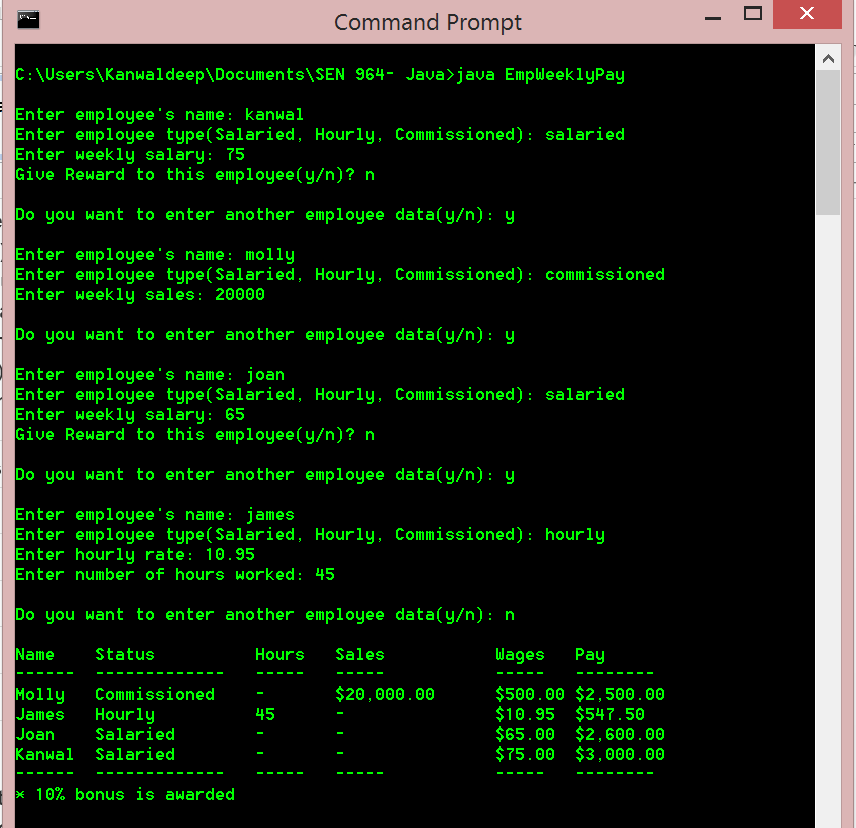 Command Prompt
C:\Users\Kanwaldeep\Documents\SEN 964- Java>java EmpWeeklyPay
Enter employee's name: kanwal
Enter employee type(Salaried, Hourly, Commissioned): salaried
Enter weekly salary: 75
Give Reward to this employee(y/n)? n
Do you want to enter another employee data(y/n): y
Enter employee's name: molly
Enter employee type(Salaried, Hourly, Commissioned): commissioned
Enter weekly sales: 20000
Do you want to enter another employee data(y/n): y
Enter employee's name: joan
Enter employee type(Salaried, Hourly, Commissioned): salaried
Enter weekly salary: 65
Give Reward to this employee(y/n)? n
Do you want to enter another employee data(y/n): y
Enter employee's name: james
Enter employee type(Salaried, Hourly, Commissioned): hourly
Enter hourly rate: 10.95
Enter number of hours worked: 45
Do you want to enter another employee data(y/n): n
Name    Status          Hours   Sales           Wages   Pay
------  -------------   -----   -----           -----   --------
Molly   Commissioned    -       $20,000.00      $500.00 $2,500.00
James   Hourly          45      -               $10.95  $547.50
Joan    Salaried        -       -               $65.00  $2,600.00
Kanwal  Salaried        -       -               $75.00  $3,000.00
------  -------------   -----   -----           -----   --------
* 10% bonus is awarded